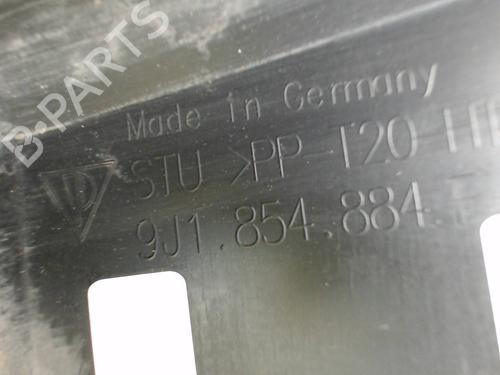 B-PARTS
Made in Germany
STU >PP-T20
9J1.854.884